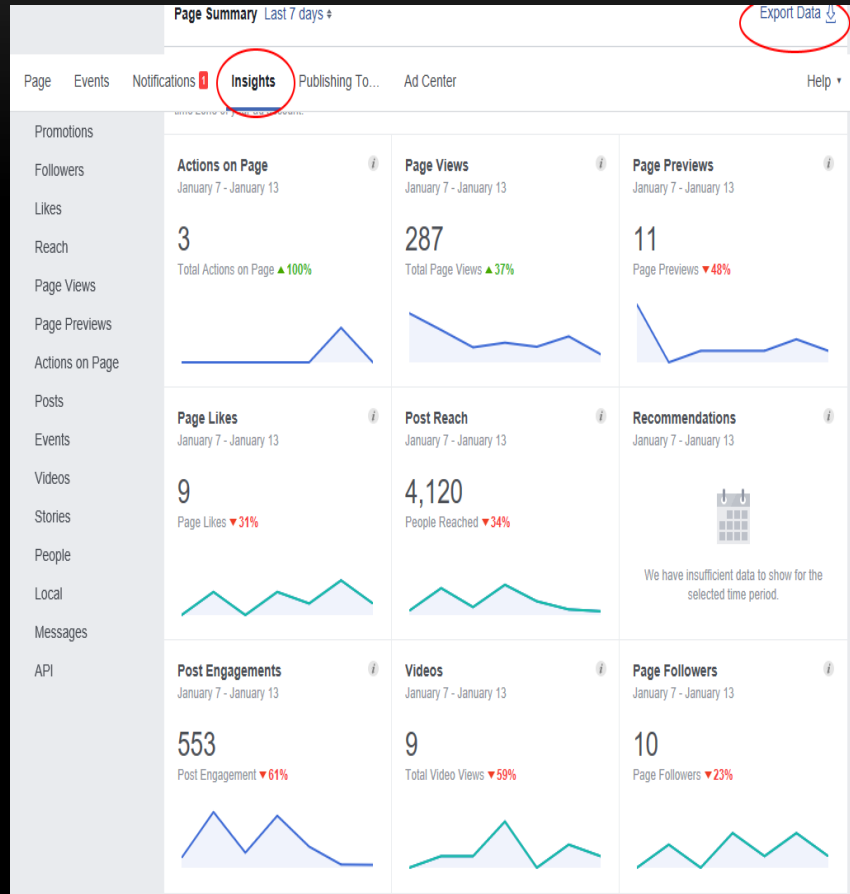 Page Summary Last 7 days
Export Data
Page Events Notifications 1 Insights Publishing To... Ad Center Help
Promotions
Followers
Likes
Reach
Page Views
Page Previews
Actions on Page
Posts
Events
Videos
Stories
People
Local
Messages
API
Actions on Page
January 7 - January 13
3
Total Actions on Page ▲100%
Page Views
January 7 - January 13
287
Total Page Views ▲37%
Page Previews
January 7 - January 13
11
Page Previews ▼48%
Page Likes
January 7 - January 13
9
Page Likes ▼31%
Post Reach
January 7 - January 13
4,120
People Reached ▼34%
Recommendations
January 7 - January 13
We have insufficient data to show for the
selected time period.
Post Engagements
January 7 - January 13
553
Post Engagement ▼61%
Videos
January 7 - January 13
9
Total Video Views ▼59%
Page Followers
January 7 - January 13
10
Page Followers ▼23%